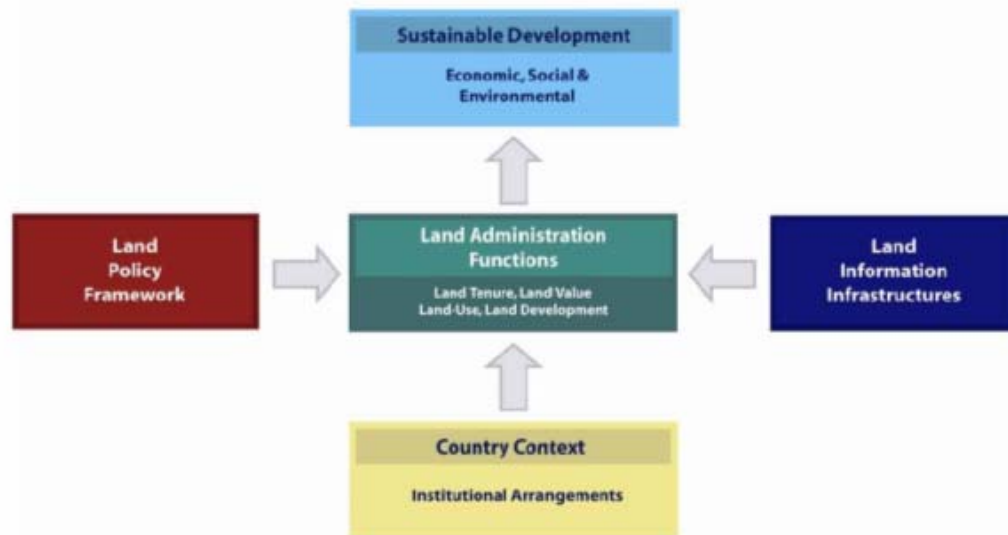 Sustainable Development
Economic, Social &
Environmental
Land
Policy
Framework
Land Administration
Functions
Land Tenure, Land Value
Land-Use, Land Development
Land
Information
Infrastructures
Country Context
Institutional Arrangements